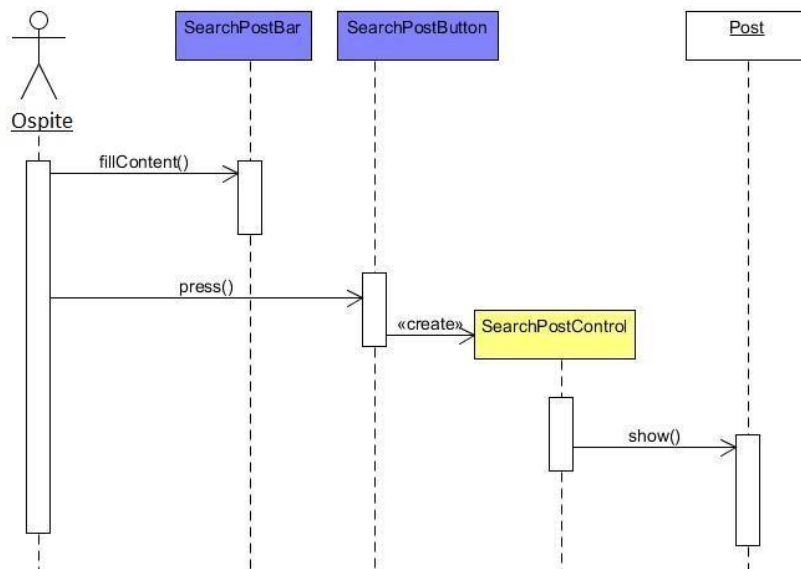 SearchPostBar
SearchPostButton
Post
Ospite
fillContent()
press()
«create»
SearchPostControl
show()